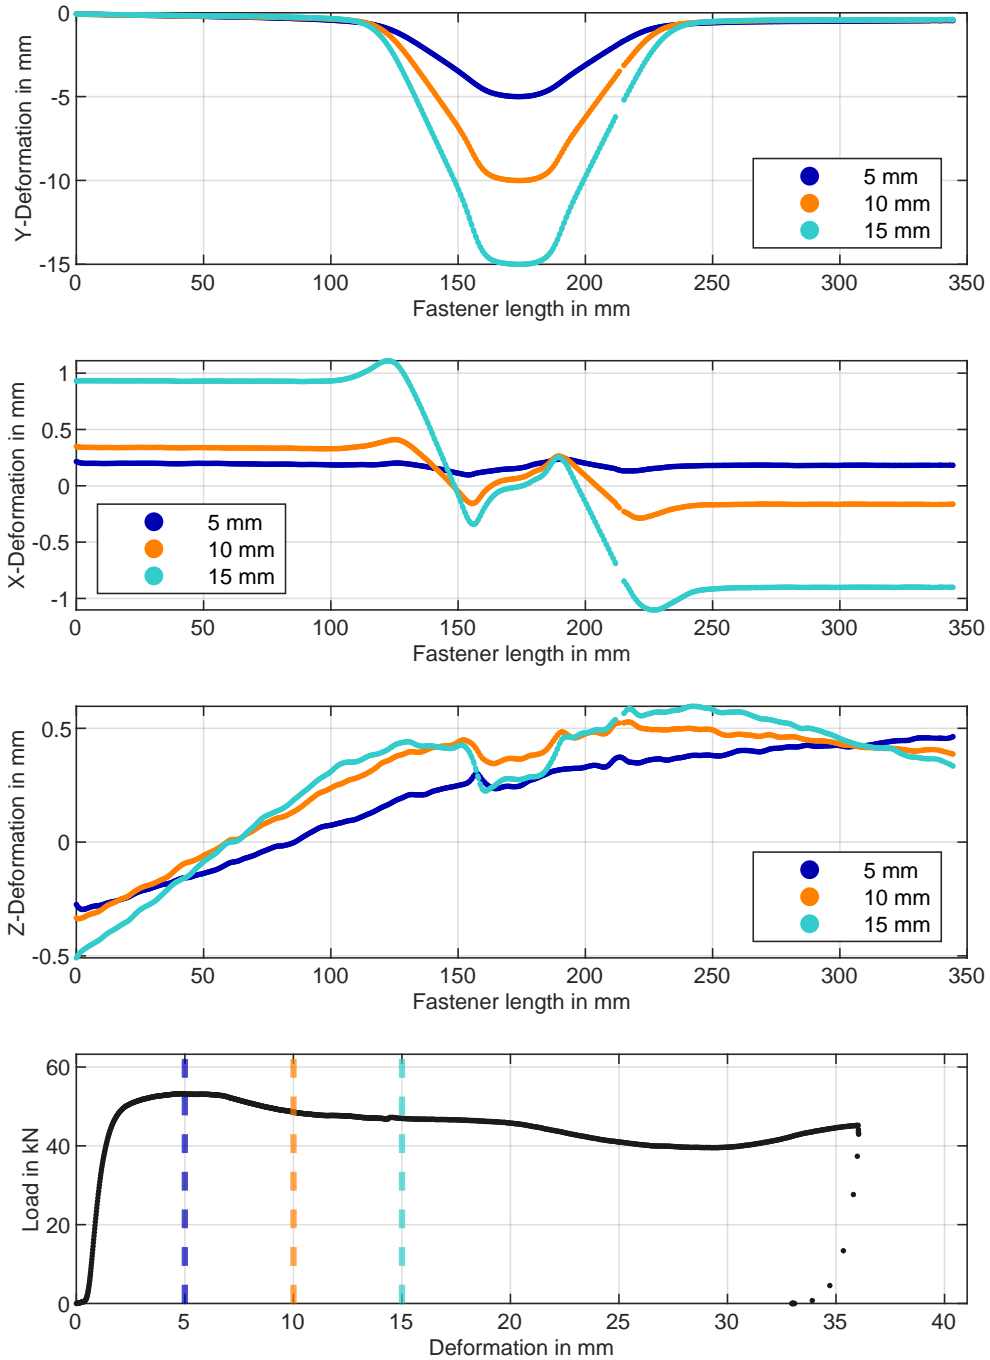 0
-5
-10
-15
Y-Deformation in mm
5 mm
10 mm
15 mm
0 50 100 150 200 250 300 350
Fastener length in mm
1
0.5
0
-0.5
-1
X-Deformation in mm
5 mm
10 mm
15 mm
0 50 100 150 200 250 300 350
Fastener length in mm
0.5
0
-0.5
Z-Deformation in mm
5 mm
10 mm
15 mm
0 50 100 150 200 250 300 350
Fastener length in mm
60
40
20
0
Load in kN
0 5 10 15 20 25 30 35 40
Deformation in mm